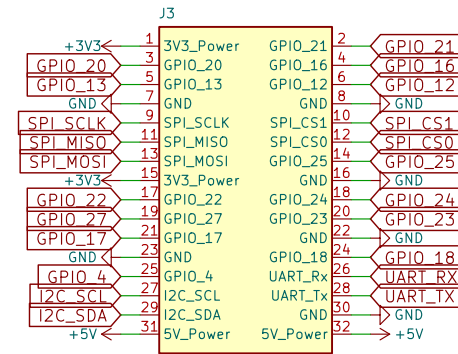 J3
+3V3 1 3V3_Power GPIO_21 2 GPIO_21
GPIO_20 3 GPIO_20 GPIO_16 4 GPIO_16
GPIO_13 5 GPIO_13 GPIO_12 6 GPIO_12
GND 7 GND GND 8 GND
SPI_SCLK 9 SPI_SCLK SPI_CS1 10 SPI_CS1
SPI_MISO 11 SPI_MISO SPI_CS0 12 SPI_CS0
SPI_MOSI 13 SPI_MOSI GPIO_25 14 GPIO_25
+3V3 15 3V3_Power GND 16 GND
GPIO_22 17 GPIO_22 GPIO_24 18 GPIO_24
GPIO_27 19 GPIO_27 GPIO_23 20 GPIO_23
GPIO_17 21 GPIO_17 GND 22 GND
GND 23 GND GPIO_18 24 GPIO_18
GPIO_4 25 GPIO_4 UART_Rx 26 UART_RX
I2C_SCL 27 I2C_SCL UART_Tx 28 UART_TX
I2C_SDA 29 I2C_SDA GND 30 GND
+5V 31 5V_Power 5V_Power 32 +5V